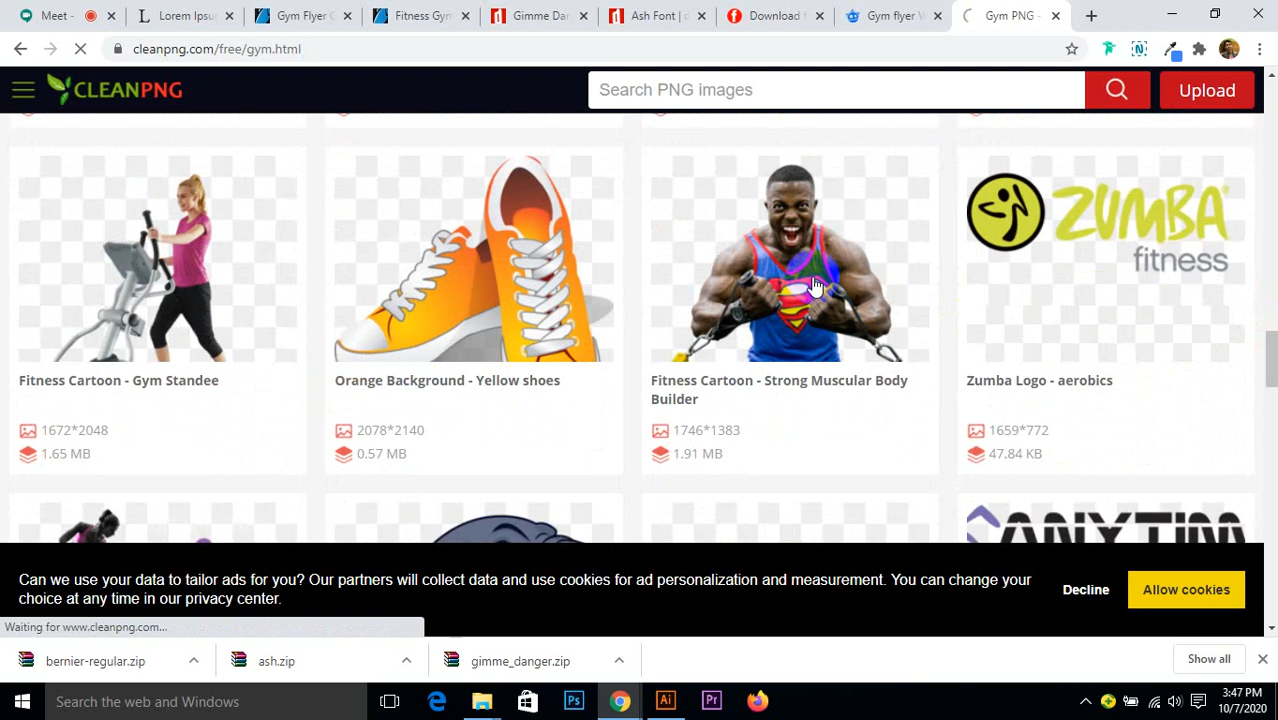 Meet -
Lorem Ipsu
Gym Flyer C
Fitness Gy
Gimme Da
Ash Font | d
Download f
Gym flyer V
Gym PNG -
cleanpng.com/free/gym.html
CLEANPNG
Search PNG images
Upload
ZUMBA
fitness
Fitness Cartoon - Gym Standee
Orange Background - Yellow shoes
Fitness Cartoon - Strong Muscular Body
Builder
Zumba Logo - aerobics
1672*2048
2078*2140
1746*1383
1659*772
1.65 MB
0.57 MB
1.91 MB
47.84 KB
ANYTIM
Can we use your data to tailor ads for you? Our partners will collect data and use cookies for ad personalization and measurement. You can change your
choice at any time in our privacy center.
Decline
Allow cookies
Waiting for www.cleanpng.com...
bernier-regular.zip
ash.zip
gimme_danger.zip
Show all
Search the web and Windows
Ps
Ai
Pr
3:47 PM
10/7/2020